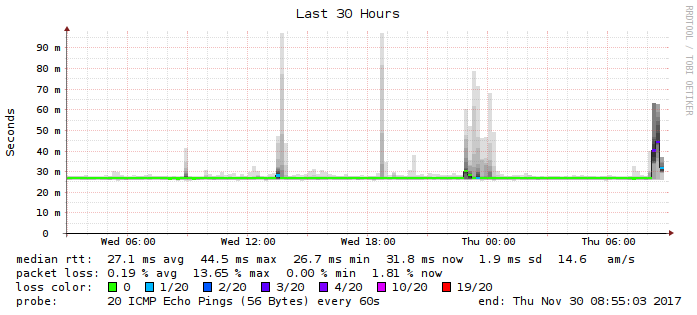 Last 30 Hours
RRDTOOL / TOBI OETIKER
Seconds
90 m
80 m
70 m
60 m
50 m
40 m
30 m
20 m
10 m
0
Wed 06:00 Wed 12:00 Wed 18:00 Thu 00:00 Thu 06:00
median rtt: 27.1 ms avg 44.5 ms max 26.7 ms min 31.8 ms now 1.9 ms sd 14.6 am/s
packet loss: 0.19 % avg 13.65 % max 0.00 % min 1.81 % now
loss color: 0 1/20 2/20 3/20 4/20 10/20 19/20
probe: 20 ICMP Echo Pings (56 Bytes) every 60s end: Thu Nov 30 08:55:03 2017